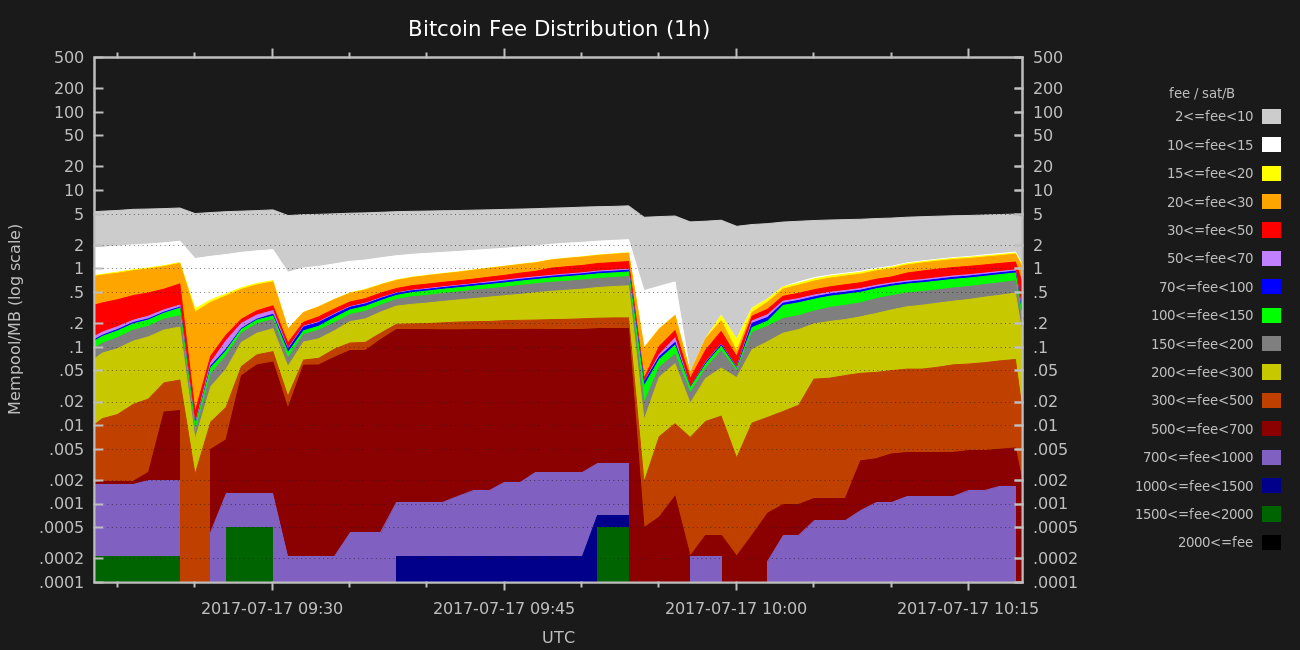 Bitcoin Fee Distribution (1h)
500
200
100
50
20
10
5
2
1
.5
.2
.1
.05
.02
.01
.005
.002
.001
.0005
.0002
.0001
Mempool/MB (log scale)
500
200
100
50
20
10
5
2
1
.5
.2
.1
.05
.02
.01
.005
.002
.001
.0005
.0002
.0001
2017-07-17 09:30
2017-07-17 09:45
2017-07-17 10:00
2017-07-17 10:15
UTC
fee / sat/B
2<=fee<10
10<=fee<15
15<=fee<20
20<=fee<30
30<=fee<50
50<=fee<70
70<=fee<100
100<=fee<150
150<=fee<200
200<=fee<300
300<=fee<500
500<=fee<700
700<=fee<1000
1000<=fee<1500
1500<=fee<2000
2000<=fee